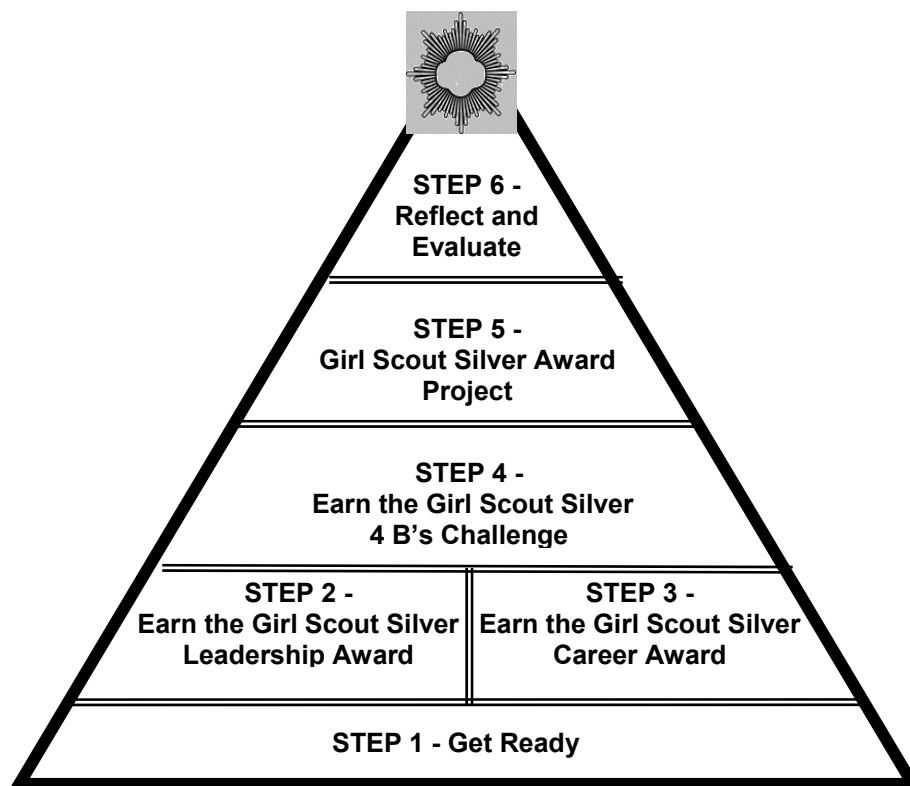 STEP 6 -
Reflect and
Evaluate
STEP 5 -
Girl Scout Silver Award
Project
STEP 4 -
Earn the Girl Scout Silver
4 B's Challenge
STEP 2 -
Earn the Girl Scout Silver
Leadership Award
STEP 3 -
Earn the Girl Scout Silver
Career Award
STEP 1 - Get Ready